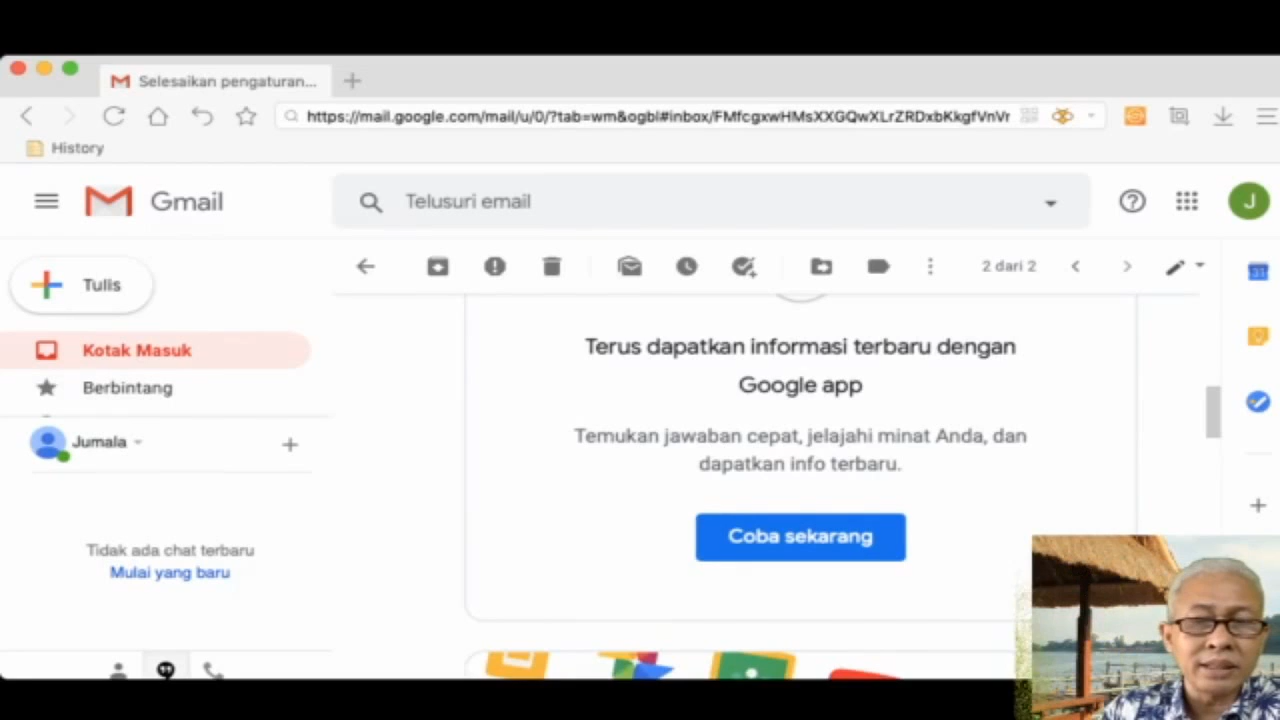 Selesaikan pengaturan...
https://mail.google.com/mail/u/0/?tab=wm&ogbl#inbox/FMfcgxwHMsXXGQwXLrZRDxbKkgfVnVr
History
Gmail
Telusuri email
J
Tulis
2 dari 2
31
Kotak Masuk
Berbintang
Jumala
Terus dapatkan informasi terbaru dengan
Google app
Temukan jawaban cepat, jelajahi minat Anda, dan
dapatkan info terbaru.
Coba sekarang
Tidak ada chat terbaru
Mulai yang baru